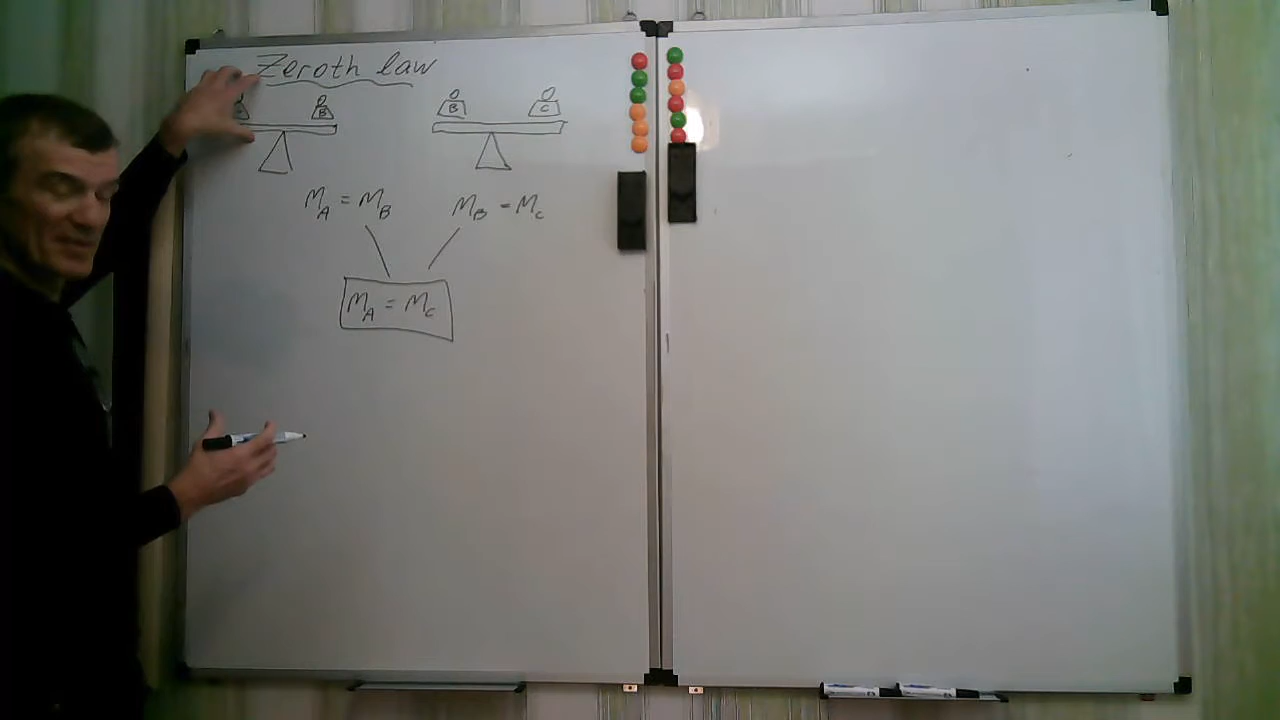 Zeroth law
B B C
M_A = M_B M_B = M_C
M_A = M_C